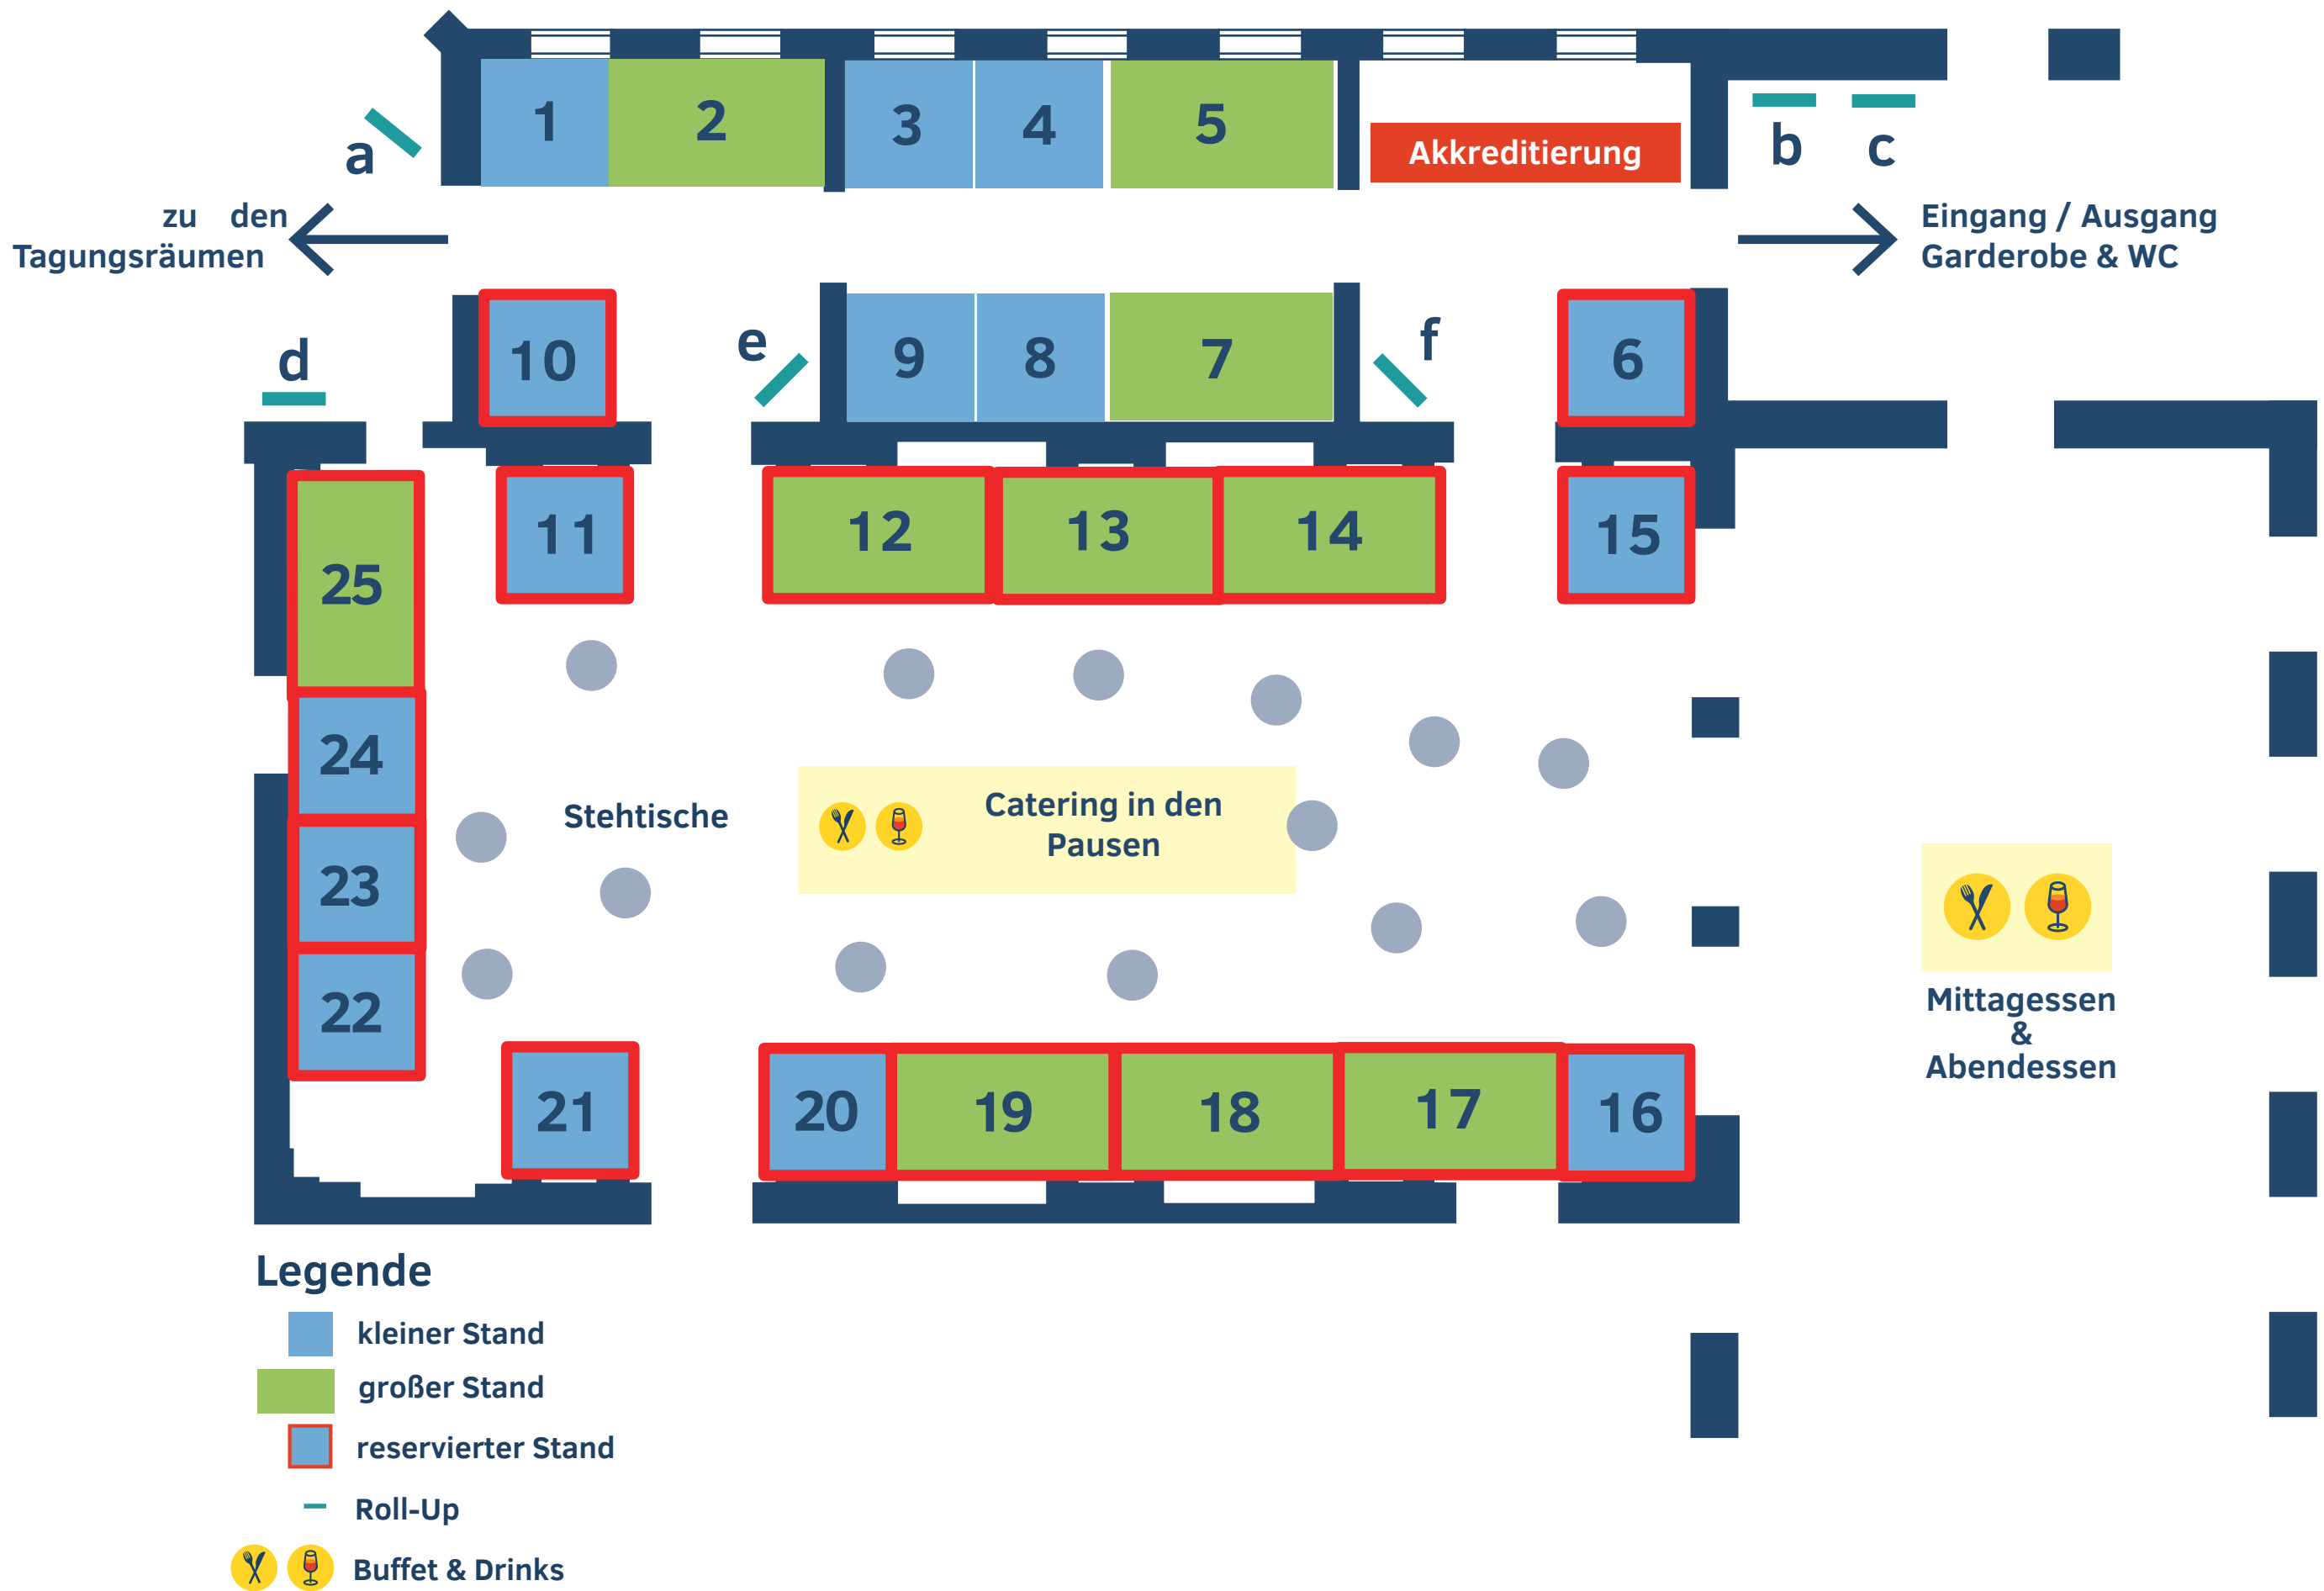 1 2 3 4 5
Akkreditierung
a b c
zu den
Tagungsräumen
Eingang / Ausgang
Garderobe & WC
d 10 e 9 8 7 f 6
25 11 12 13 14 15
24
23
22
Stehtische
Catering in den
Pausen
Mittagessen
&
Abendessen
21 20 19 18 17 16
Legende
kleiner Stand
großer Stand
reservierter Stand
Roll-Up
Buffet & Drinks